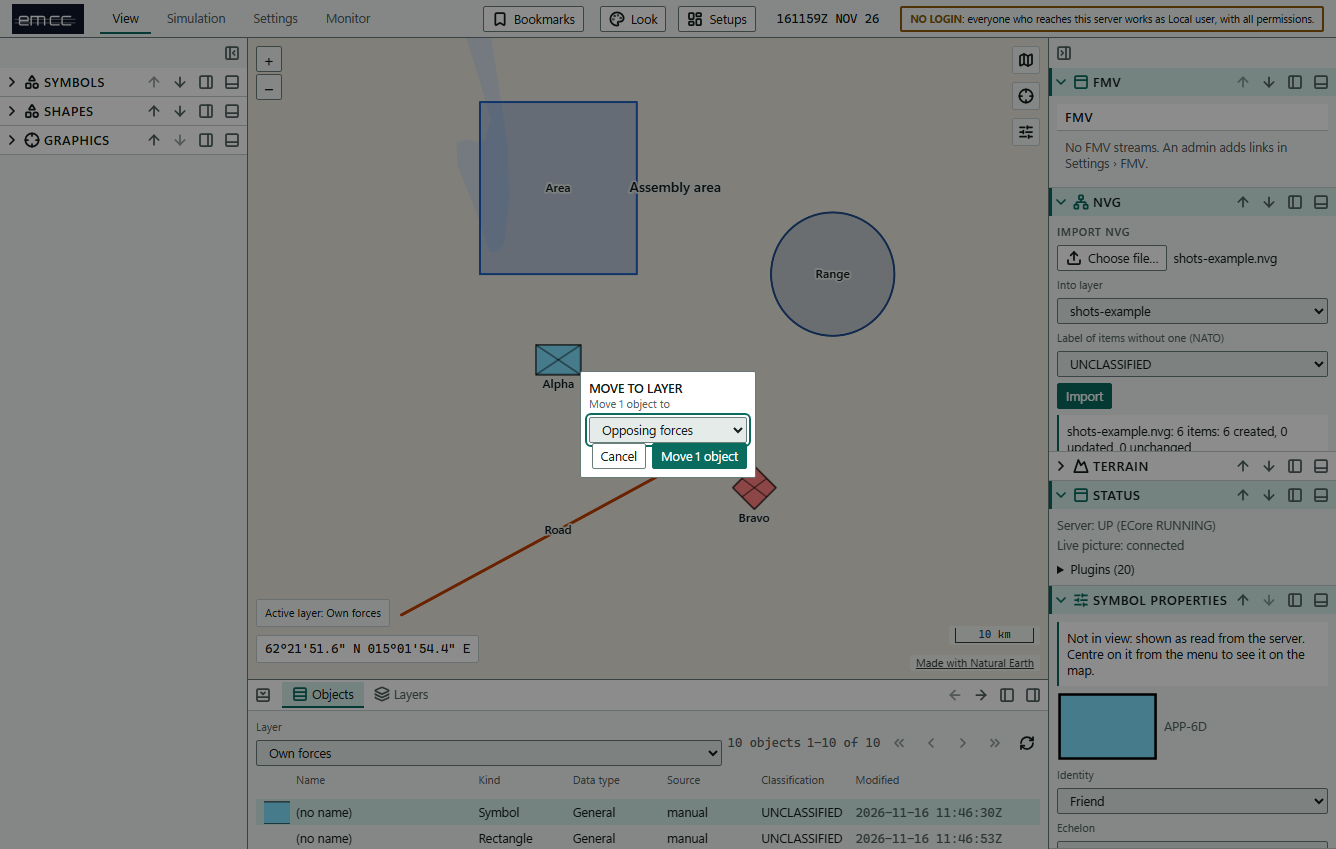 em:cc
View
Simulation
Settings
Monitor
Bookmarks
Look
Setups
161159Z NOV 26
NO LOGIN: everyone who reaches this server works as Local user, with all permissions.
SYMBOLS
SHAPES
GRAPHICS
+
−
Area
Assembly area
Range
Alpha
MOVE TO LAYER
Move 1 object to
Opposing forces
Cancel
Move 1 object
Bravo
Road
Active layer: Own forces
62°21'51.6" N 015°01'54.4" E
10 km
Made with Natural Earth
Objects
Layers
Layer
Own forces
10 objects 1–10 of 10
Name Kind Data type Source Classification Modified
(no name) Symbol General manual UNCLASSIFIED 2026-11-16 11:46:30Z
(no name) Rectangle General manual UNCLASSIFIED 2026-11-16 11:46:53Z
FMV
FMV
No FMV streams. An admin adds links in
Settings › FMV.
NVG
IMPORT NVG
Choose file...
shots-example.nvg
Into layer
shots-example
Label of items without one (NATO)
UNCLASSIFIED
Import
shots-example.nvg: 6 items: 6 created, 0
updated, 0 unchanged
TERRAIN
STATUS
Server: UP (ECore RUNNING)
Live picture: connected
Plugins (20)
SYMBOL PROPERTIES
Not in view: shown as read from the server.
Centre on it from the menu to see it on the
map.
APP-6D
Identity
Friend
Echelon